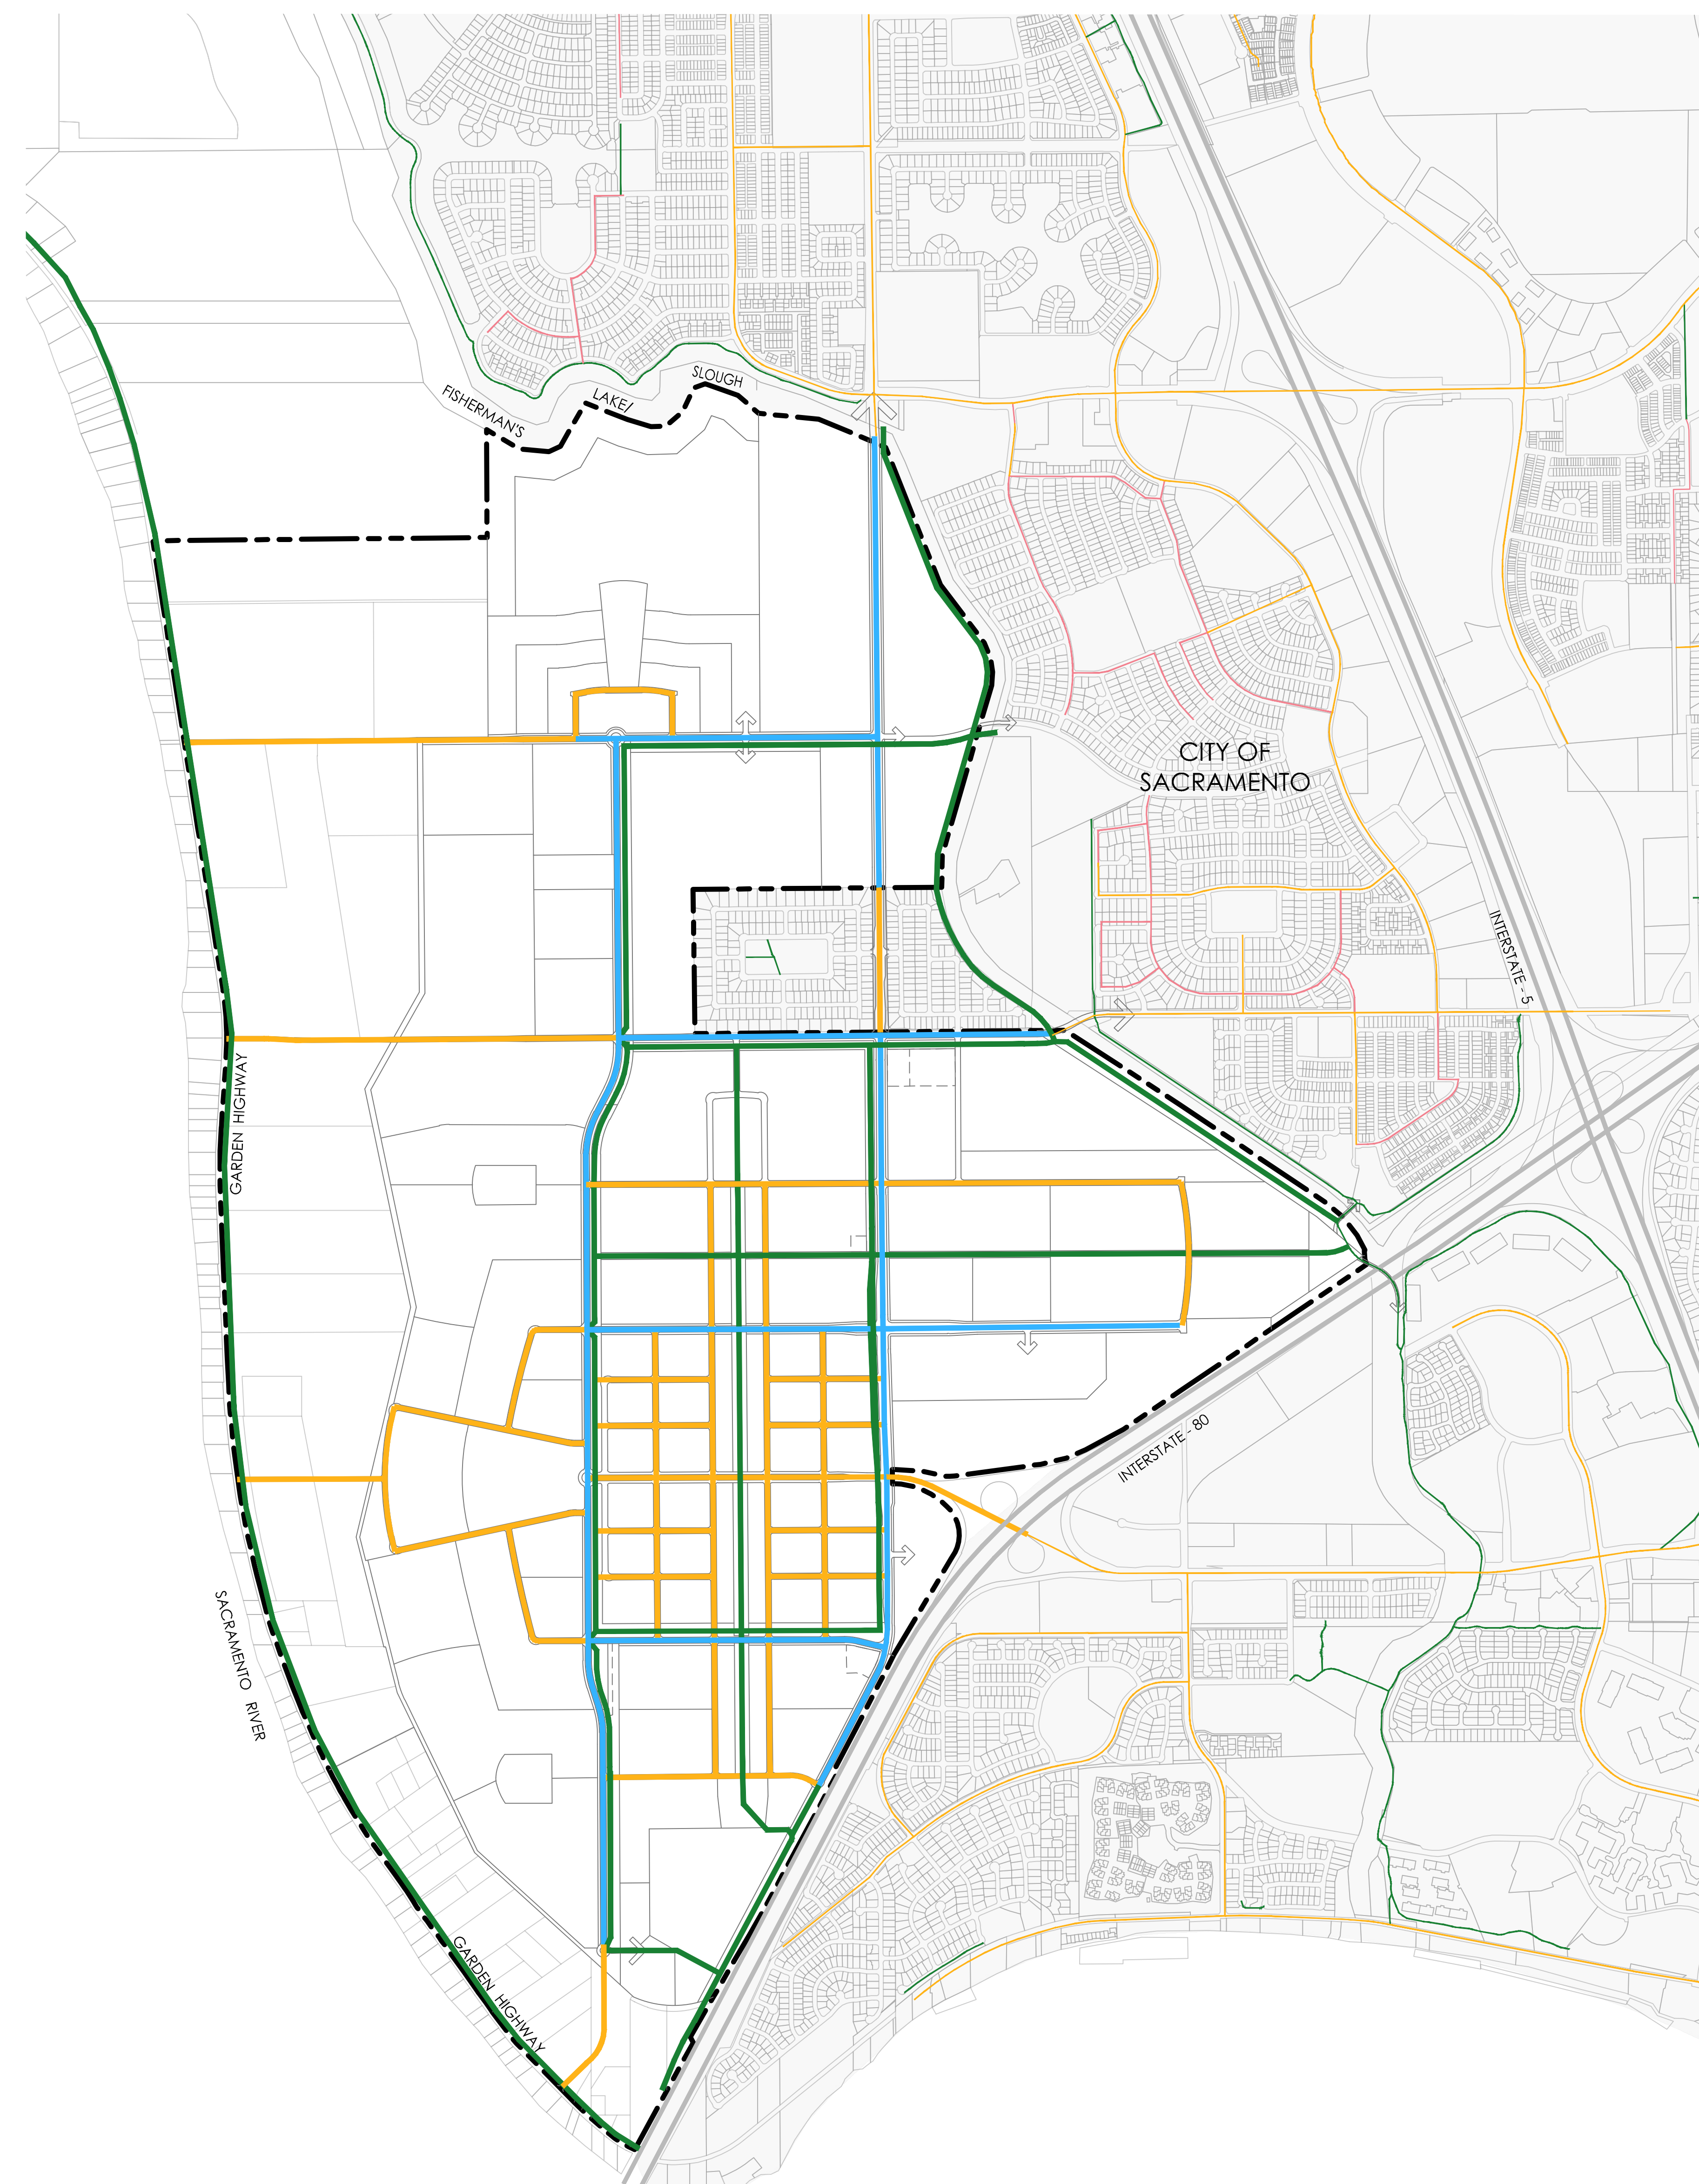 SLOUGH
LAKE/
FISHERMAN'S
CITY OF
SACRAMENTO
INTERSTATE - 5
GARDEN HIGHWAY
INTERSTATE - 80
SACRAMENTO RIVER
GARDEN HIGHWAY